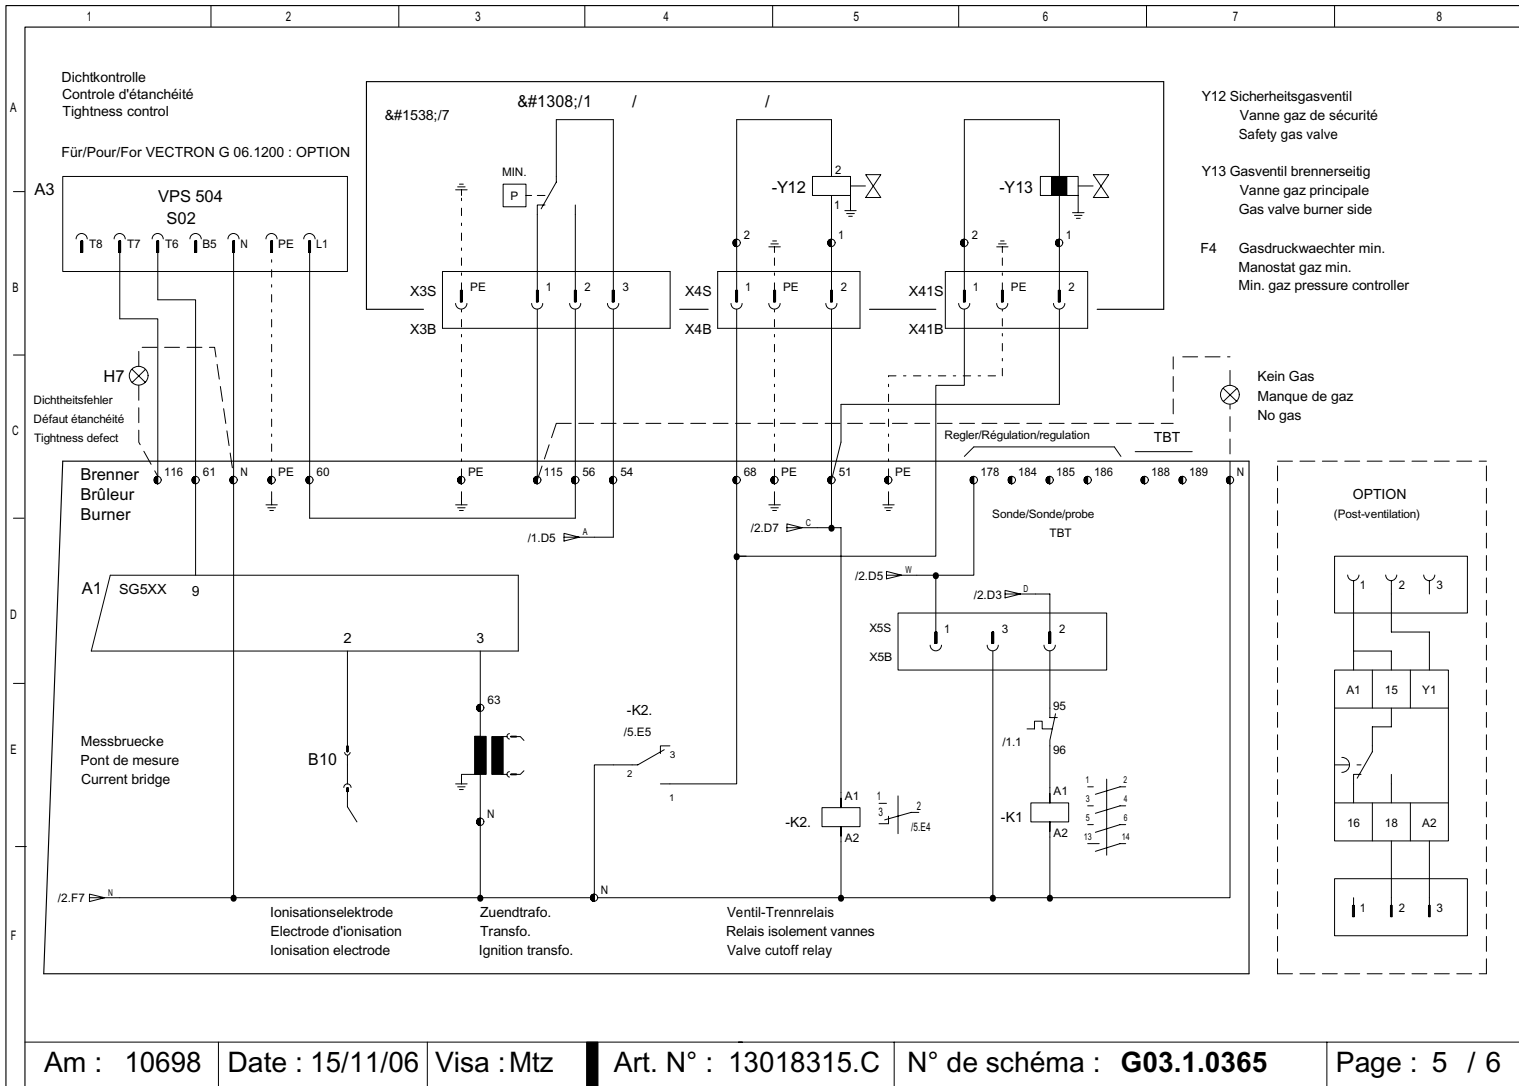 1 2 3 4 5 6 7 8
A
B
C
D
E
F
Dichtkontrolle
Controle d'étanchéité
Tightness control
Für/Pour/For VECTRON G 06.1200 : OPTION
A3
VPS 504
S02
T8 T7 T6 B5 N PE L1
&#1538;/7
&#1308;/1 / /
MIN.
P
-Y12
2
1
-Y13
2 1 2 1
X3S PE 1 2 3
X3B
X4S 1 PE 2
X4B
X41S 1 PE 2
X41B
Y12 Sicherheitsgasventil
Vanne gaz de sécurité
Safety gas valve
Y13 Gasventil brennerseitig
Vanne gaz principale
Gas valve burner side
F4 Gasdruckwaechter min.
Manostat gaz min.
Min. gaz pressure controller
H7
Dichtheitsfehler
Défaut étanchéité
Tightness defect
Kein Gas
Manque de gaz
No gas
Regler/Régulation/regulation
TBT
Brenner
Brûleur
Burner
116 61 N PE 60 PE 115 56 54 68 PE 51 PE 178 184 185 186 188 189 N
/1.D5 A
/2.D7 C
Sonde/Sonde/probe
TBT
/2.D5 W
/2.D3 D
A1 SG5XX 9
2 3
X5S 1 3 2
X5B
63
-K2.
/5.E5
3
2
1
95
/1.1
96
Messbruecke
Pont de mesure
Current bridge
B10
N
-K2.
A1
A2
1
3 2
/5.E4
-K1
A1
A2
1 2
3 4
5 6
13 14
/2.F7 N
N
Ionisationselektrode
Electrode d'ionisation
Ionisation electrode
Zuendtrafo.
Transfo.
Ignition transfo.
Ventil-Trennrelais
Relais isolement vannes
Valve cutoff relay
OPTION
(Post-ventilation)
1 2 3
A1 15 Y1
16 18 A2
1 2 3
Am : 10698 Date : 15/11/06 Visa : Mtz Art. N° : 13018315.C N° de schéma : G03.1.0365 Page : 5 / 6